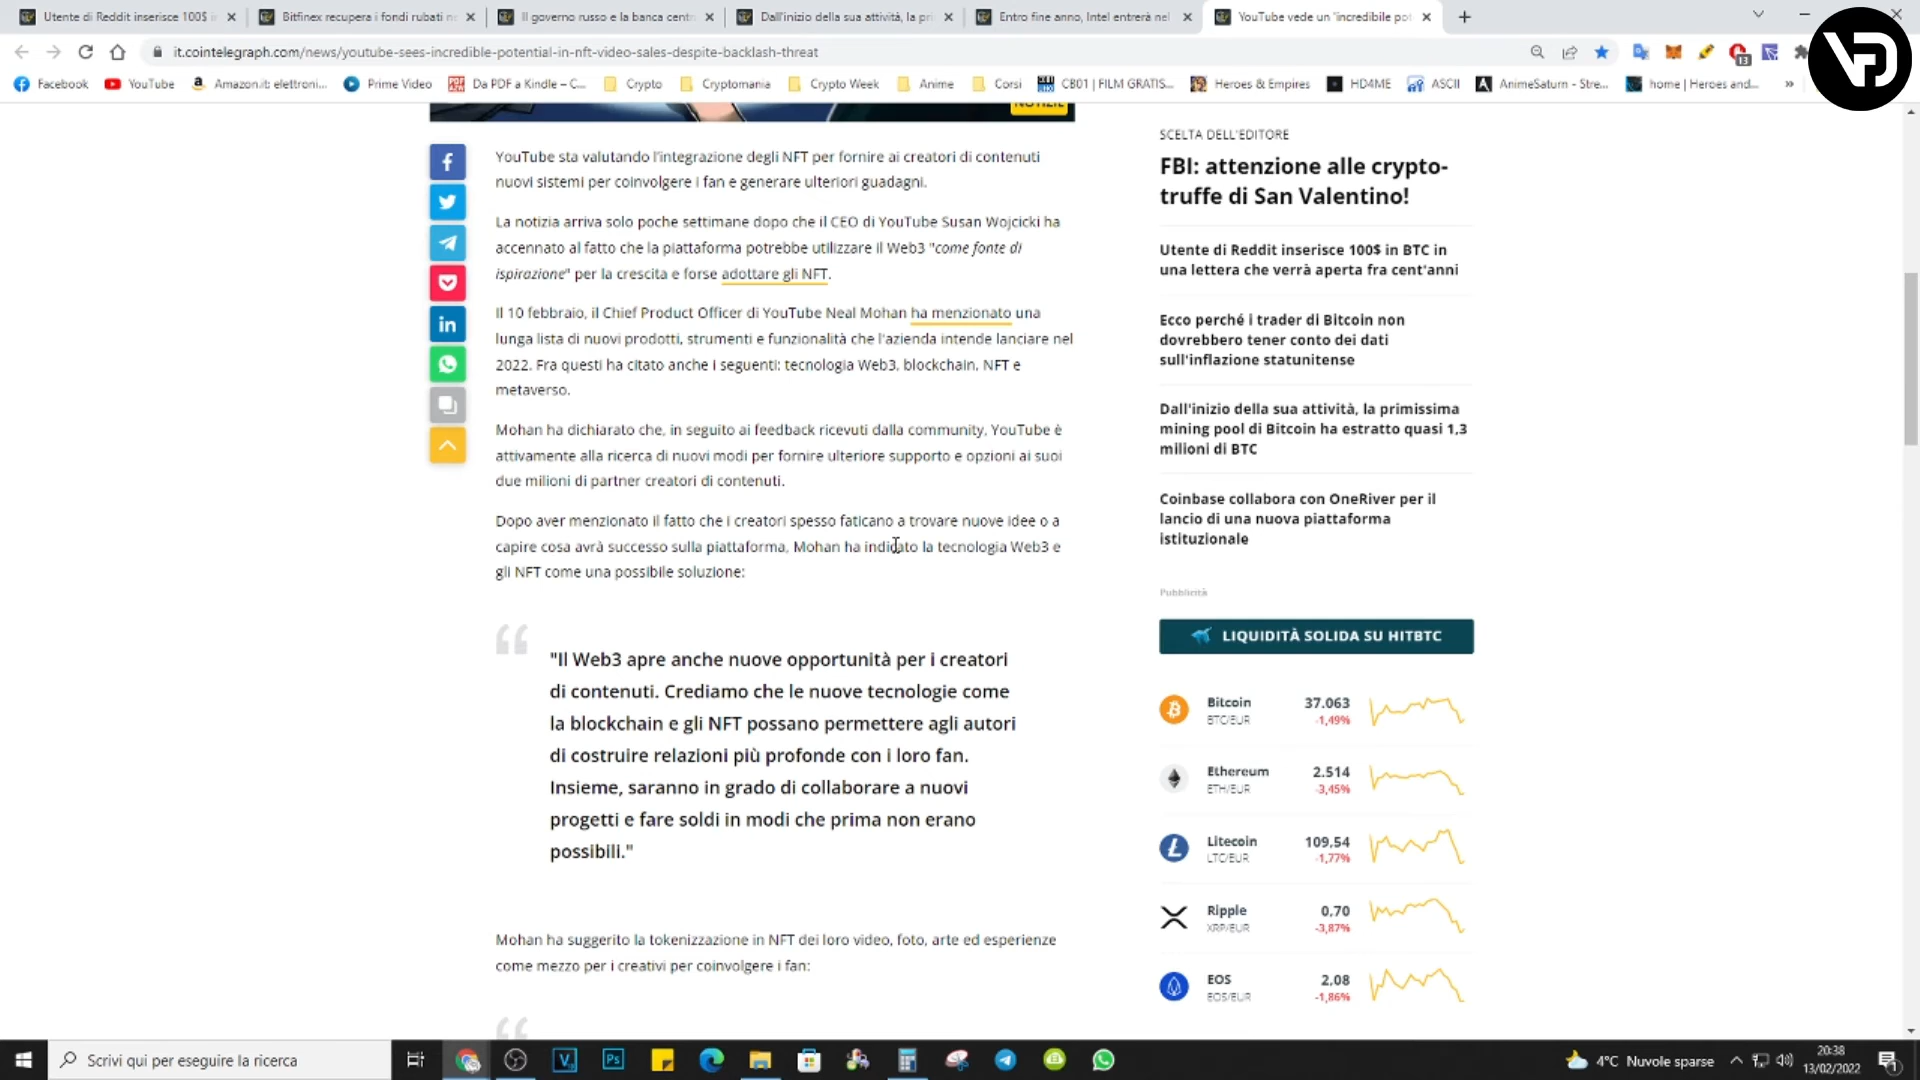 Utente di Reddit inserisce 100$ in
Bitfinex recupera i fondi rubati ne
Il governo russo e la banca centr
Dall'inizio della sua attività, la pri
Entro fine anno, Intel entrerà nel
YouTube vede un 'incredibile pot
it.cointelegraph.com/news/youtube-sees-incredible-potential-in-nft-video-sales-despite-backlash-threat
13
Facebook
YouTube
Amazon.it: elettroni...
Prime Video
Da PDF a Kindle – C...
Crypto
Cryptomania
Crypto Week
Anime
Corsi
CB01 | FILM GRATIS...
Heroes & Empires
HD4ME
ASCII
AnimeSaturn - Stre...
home | Heroes and...
»
NOTIZIE
YouTube sta valutando l'integrazione degli NFT per fornire ai creatori di contenuti
nuovi sistemi per coinvolgere i fan e generare ulteriori guadagni.
La notizia arriva solo poche settimane dopo che il CEO di YouTube Susan Wojcicki ha
accennato al fatto che la piattaforma potrebbe utilizzare il Web3 "come fonte di
ispirazione" per la crescita e forse adottare gli NFT.
Il 10 febbraio, il Chief Product Officer di YouTube Neal Mohan ha menzionato una
lunga lista di nuovi prodotti, strumenti e funzionalità che l'azienda intende lanciare nel
2022. Fra questi ha citato anche i seguenti: tecnologia Web3, blockchain, NFT e
metaverso.
Mohan ha dichiarato che, in seguito ai feedback ricevuti dalla community, YouTube è
attivamente alla ricerca di nuovi modi per fornire ulteriore supporto e opzioni ai suoi
due milioni di partner creatori di contenuti.
Dopo aver menzionato il fatto che i creatori spesso faticano a trovare nuove idee o a
capire cosa avrà successo sulla piattaforma, Mohan ha indicato la tecnologia Web3 e
gli NFT come una possibile soluzione:
"Il Web3 apre anche nuove opportunità per i creatori
di contenuti. Crediamo che le nuove tecnologie come
la blockchain e gli NFT possano permettere agli autori
di costruire relazioni più profonde con i loro fan.
Insieme, saranno in grado di collaborare a nuovi
progetti e fare soldi in modi che prima non erano
possibili."
Mohan ha suggerito la tokenizzazione in NFT dei loro video, foto, arte ed esperienze
come mezzo per i creativi per coinvolgere i fan:
SCELTA DELL'EDITORE
FBI: attenzione alle crypto-
truffe di San Valentino!
Utente di Reddit inserisce 100$ in BTC in
una lettera che verrà aperta fra cent'anni
Ecco perché i trader di Bitcoin non
dovrebbero tener conto dei dati
sull'inflazione statunitense
Dall'inizio della sua attività, la primissima
mining pool di Bitcoin ha estratto quasi 1,3
milioni di BTC
Coinbase collabora con OneRiver per il
lancio di una nuova piattaforma
istituzionale
Pubblicità
LIQUIDITÀ SOLIDA SU HITBTC
Bitcoin 37.063
BTC/EUR -1,49%
Ethereum 2.514
ETH/EUR -3,45%
Litecoin 109,54
LTC/EUR -1,77%
Ripple 0,70
XRP/EUR -3,87%
EOS 2,08
EOS/EUR -1,86%
Scrivi qui per eseguire la ricerca
4°C Nuvole sparse
20:38
13/02/2022